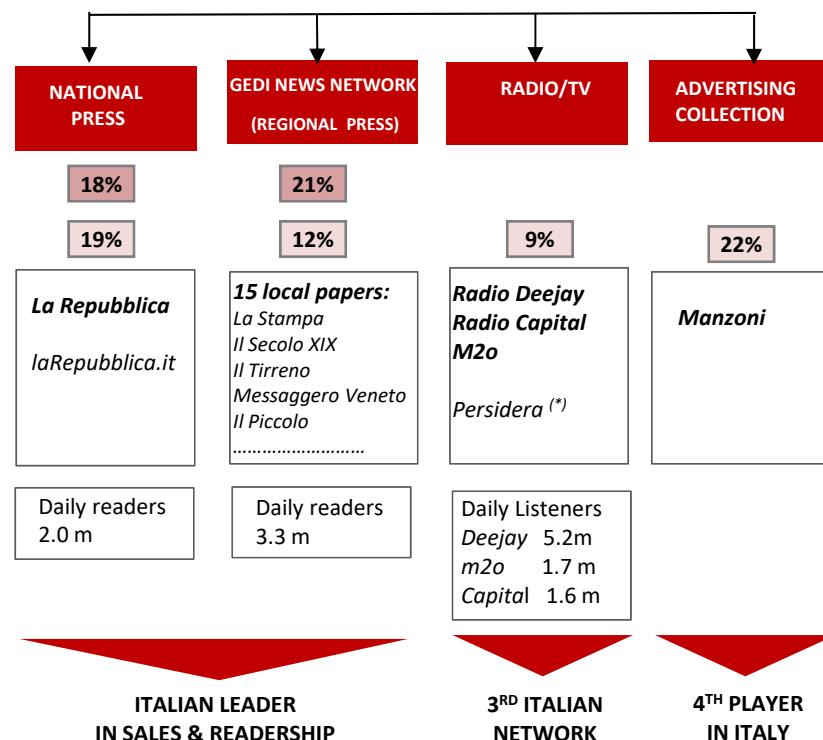 NATIONAL
PRESS
GEDI NEWS NETWORK
(REGIONAL PRESS)
RADIO/TV
ADVERTISING
COLLECTION
18%
21%
19%
12%
9%
22%
La Repubblica
laRepubblica.it
15 local papers:
La Stampa
Il Secolo XIX
Il Tirreno
Messaggero Veneto
Il Piccolo
...........................
Radio Deejay
Radio Capital
M2o
Persidera (*)
Manzoni
Daily readers
2.0 m
Daily readers
3.3 m
Daily Listeners
Deejay 5.2m
m2o 1.7 m
Capital 1.6 m
ITALIAN LEADER
IN SALES & READERSHIP
3RD ITALIAN
NETWORK
4TH PLAYER
IN ITALY